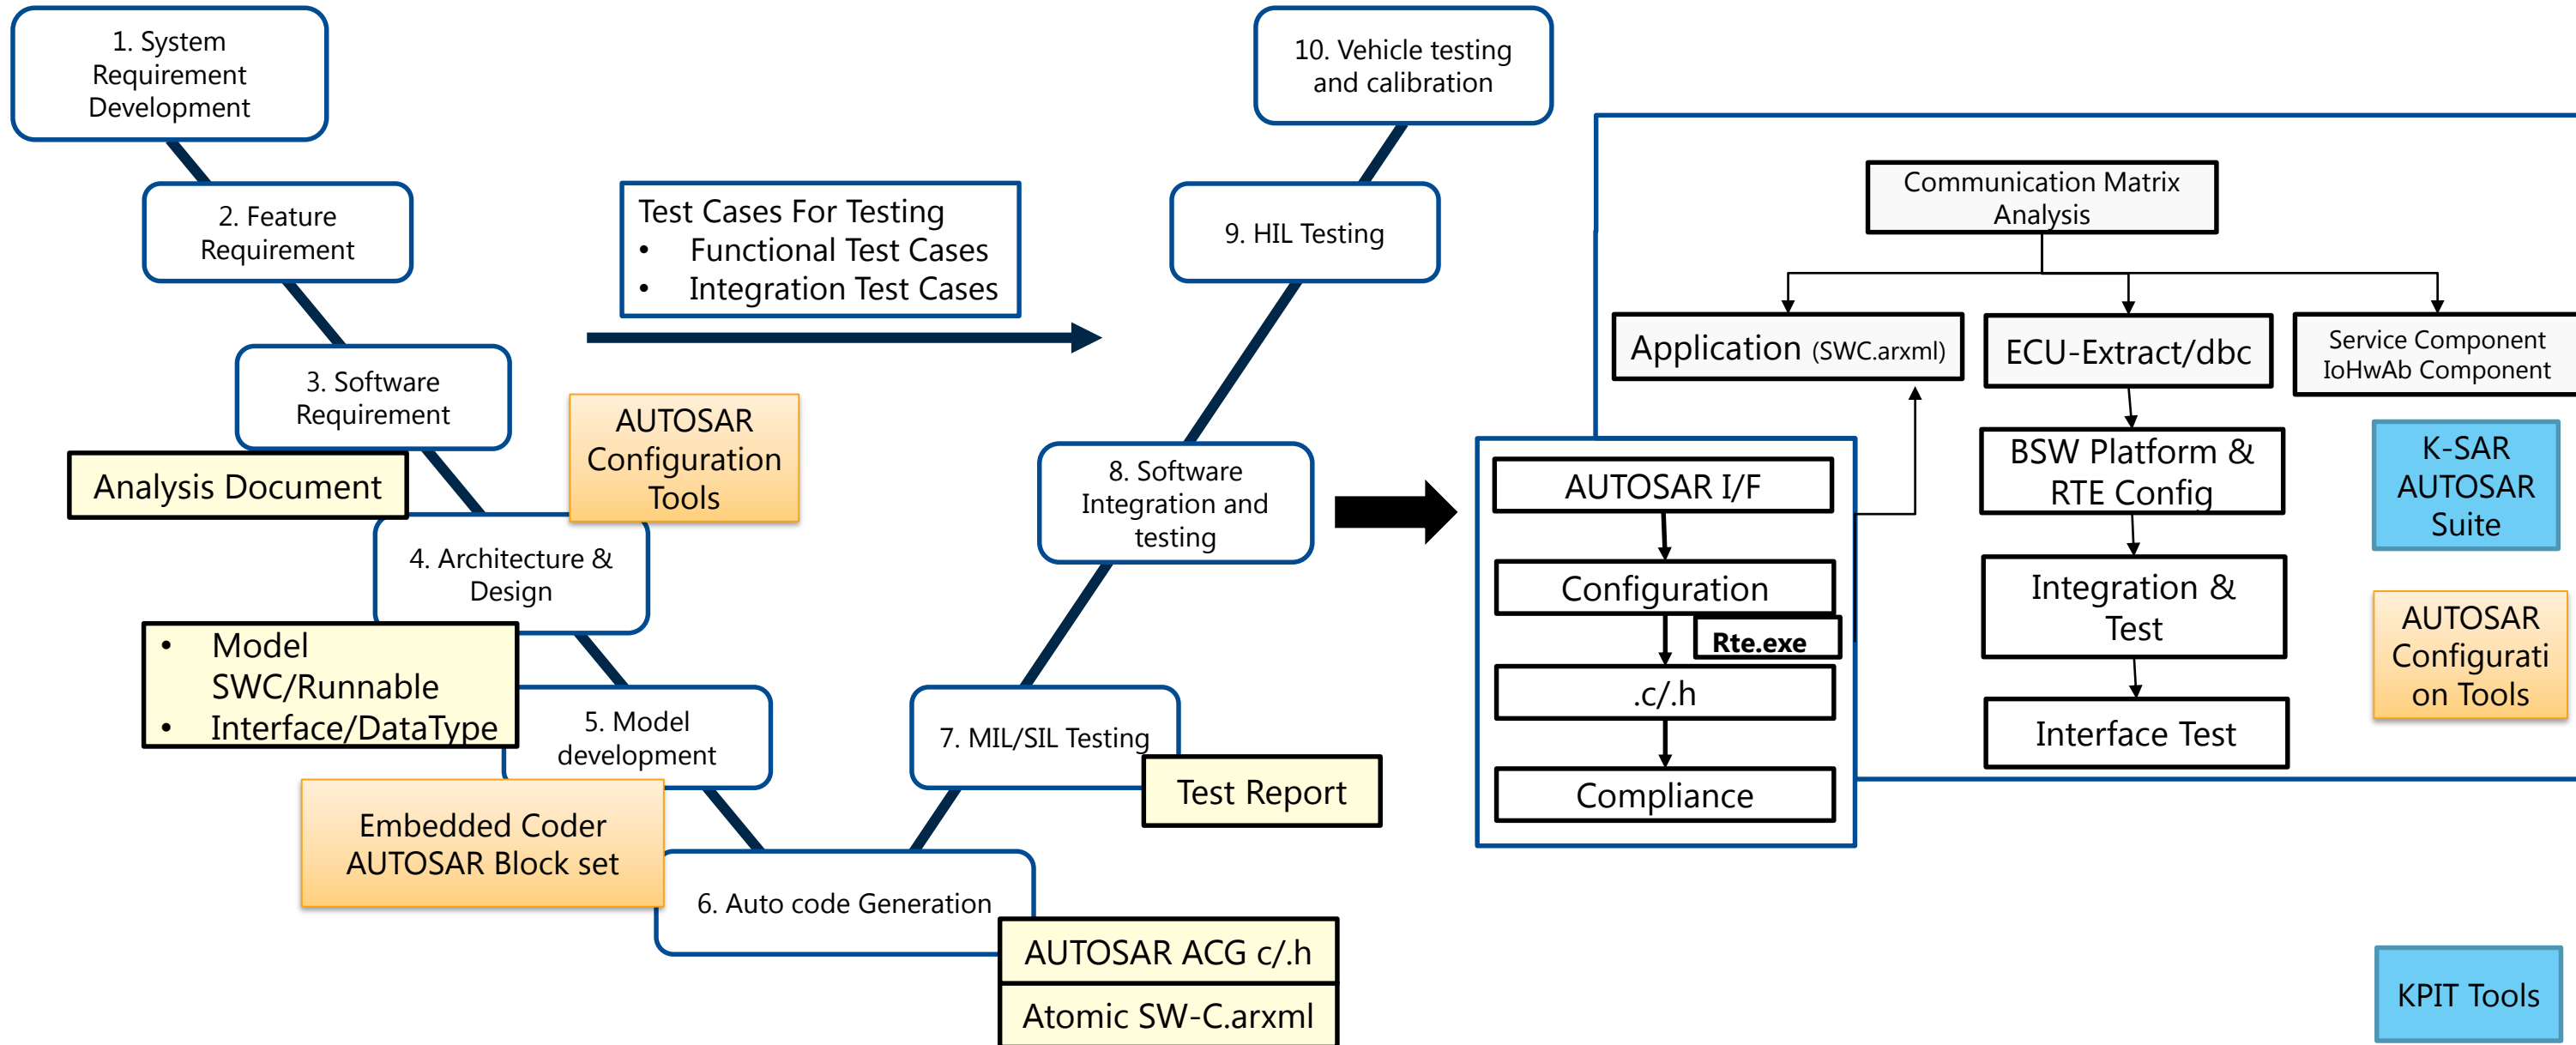 1. System
Requirement
Development
2. Feature
Requirement
3. Software
Requirement
Analysis Document
AUTOSAR
Configuration
Tools
4. Architecture &
Design
• Model
SWC/Runnable
• Interface/DataType
5. Model
development
Embedded Coder
AUTOSAR Block set
6. Auto code Generation
AUTOSAR ACG c/.h
Atomic SW-C.arxml
Test Cases For Testing
• Functional Test Cases
• Integration Test Cases
7. MIL/SIL Testing
Test Report
8. Software
Integration and
testing
9. HIL Testing
10. Vehicle testing
and calibration
AUTOSAR I/F
Configuration
Rte.exe
.c/.h
Compliance
Communication Matrix
Analysis
Application (SWC.arxml)
ECU-Extract/dbc
Service Component
IoHwAb Component
BSW Platform &
RTE Config
Integration &
Test
Interface Test
K-SAR
AUTOSAR
Suite
AUTOSAR
Configurati
on Tools
KPIT Tools